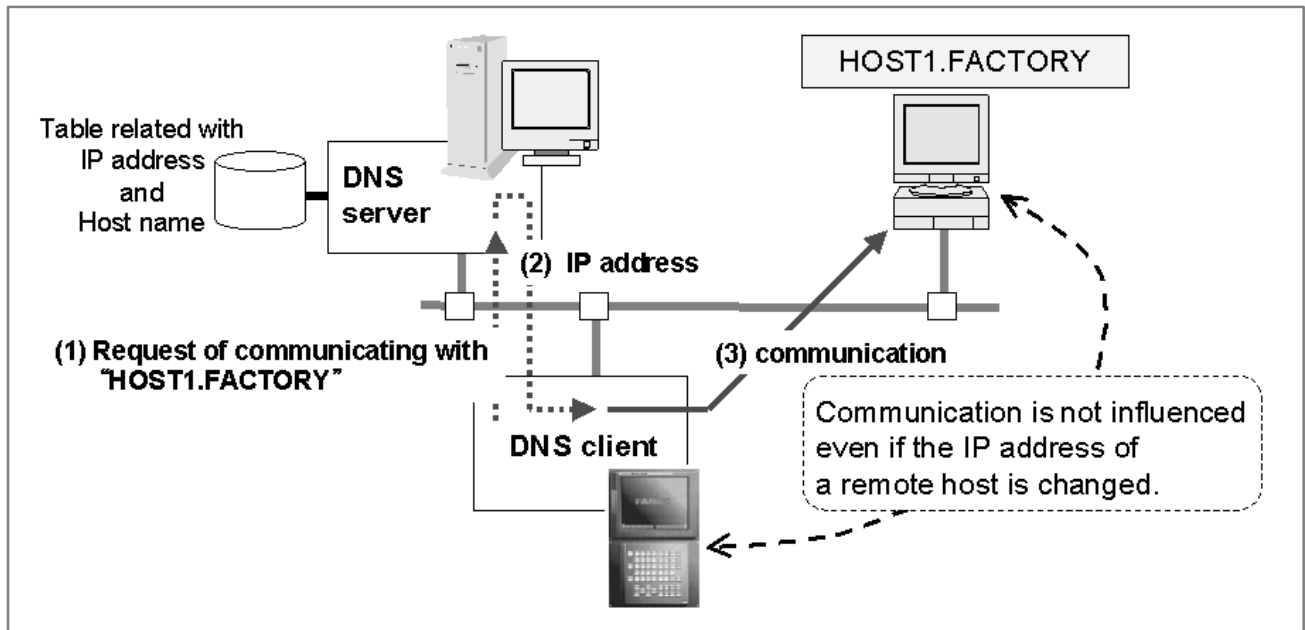 HOST1.FACTORY
Table related with
IP address
and
Host name
DNS
server
(2) IP address
(1) Request of communicating with
“HOST1.FACTORY”
(3) communication
DNS client
Communication is not influenced
even if the IP address of
a remote host is changed.
FANUC